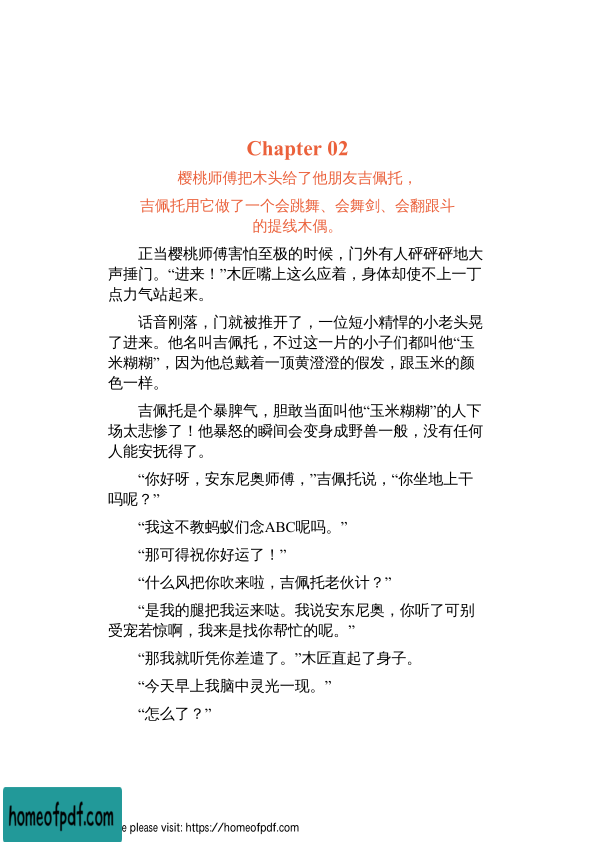 Chapter 02
樱桃师傅把木头给了他朋友吉佩托，
吉佩托用它做了一个会跳舞、会舞剑、会翻跟斗
的提线木偶。
正当樱桃师傅害怕至极的时候，门外有人砰砰砰地大
声捶门。“进来！”木匠嘴上这么应着，身体却使不上一丁
点力气站起来。
话音刚落，门就被推开了，一位短小精悍的小老头晃
了进来。他名叫吉佩托，不过这一片的小子们都叫他“玉
米糊糊”，因为他总戴着一顶黄澄澄的假发，跟玉米的颜
色一样。
吉佩托是个暴脾气，胆敢当面叫他“玉米糊糊”的人下
场太悲惨了！他暴怒的瞬间会变身成野兽一般，没有任何
人能安抚得了。
“你好呀，安东尼奥师傅，”吉佩托说，“你坐地上干
吗呢？”
“我这不教蚂蚁们念ABC呢吗。”
“那可得祝你好运了！”
“什么风把你吹来啦，吉佩托老伙计？”
“是我的腿把我运来哒。我说安东尼奥，你听了可别
受宠若惊啊，我来是找你帮忙的呢。”
“那我就听凭你差遣了。”木匠直起了身子。
“今天早上我脑中灵光一现。”
“怎么了？”
homeofpdf.com
e please visit: https://homeofpdf.com